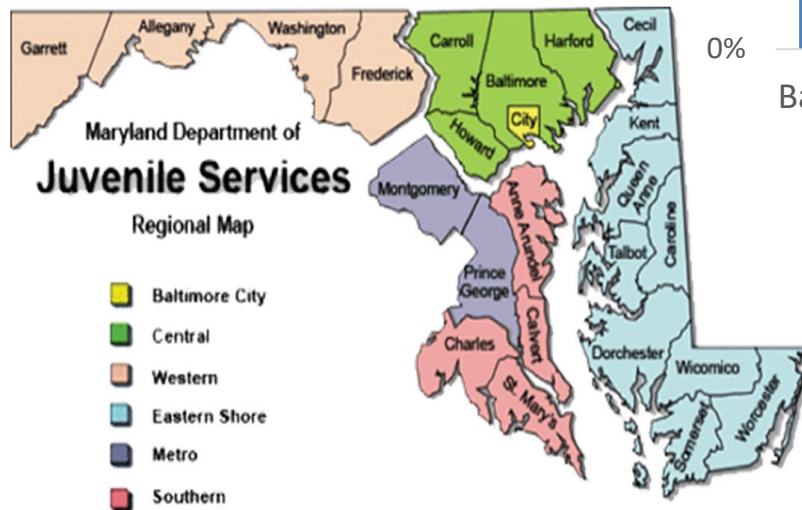 Garrett
Allegany
Washington
Frederick
Carroll
Baltimore
Harford
City
Howard
Cecil
Kent
Queen
Anne
Talbot
Caroline
Dorchester
Wicomico
Worcester
Somerset
Montgomery
Prince
George
Anne Arundel
Calvert
Charles
St. Mary's
Maryland Department of
Juvenile Services
Regional Map
Baltimore City
Central
Western
Eastern Shore
Metro
Southern
0%
Ba